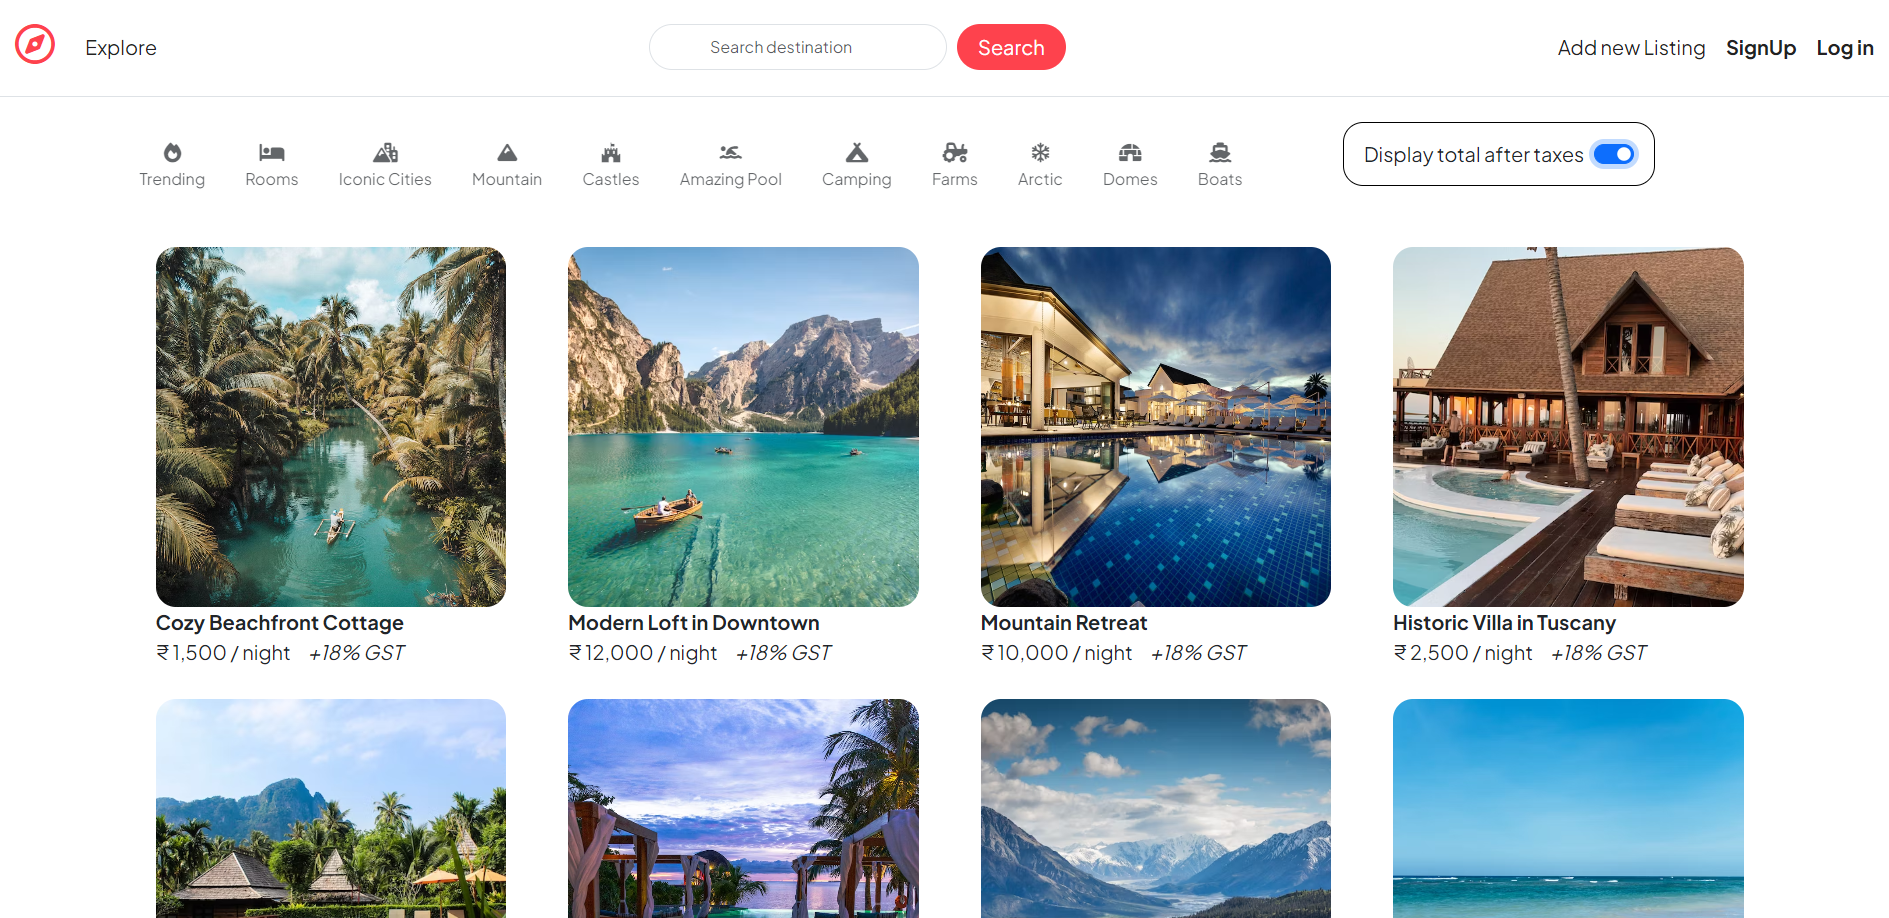 Explore
Search destination
Search
Add new Listing SignUp Log in
Trending Rooms Iconic Cities Mountain Castles Amazing Pool Camping Farms Arctic Domes Boats
Display total after taxes
Cozy Beachfront Cottage
₹ 1,500 / night +18% GST
Modern Loft in Downtown
₹ 12,000 / night +18% GST
Mountain Retreat
₹ 10,000 / night +18% GST
Historic Villa in Tuscany
₹ 2,500 / night +18% GST